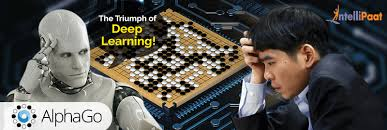 The Triumph of
Deep
Learning!
INTELLIPAAT
AlphaGo